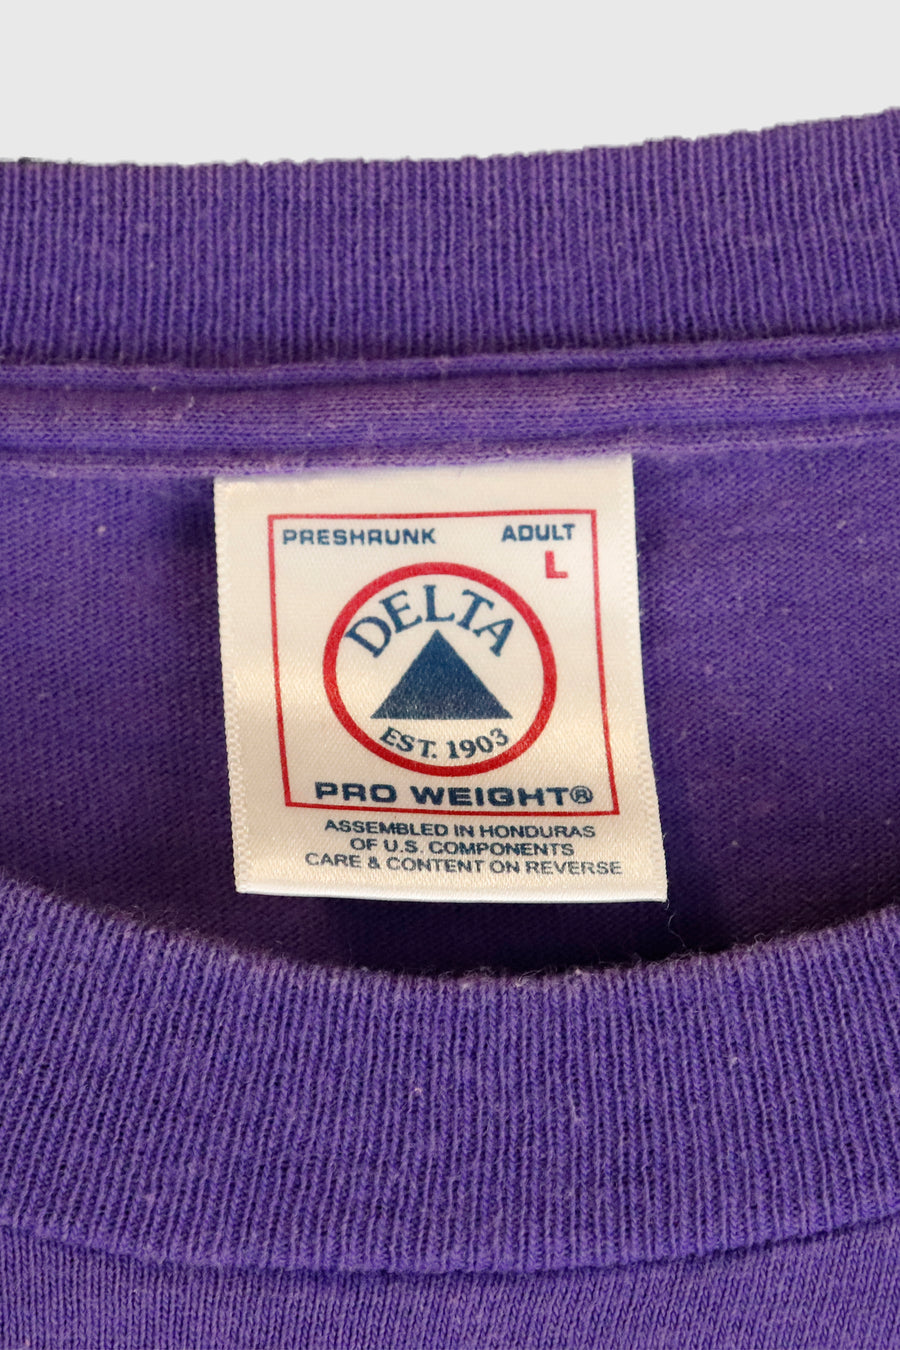 PRESHRUNK ADULT
L
DELTA
EST. 1903
PRO WEIGHT®
ASSEMBLED IN HONDURAS
OF U.S. COMPONENTS
CARE & CONTENT ON REVERSE